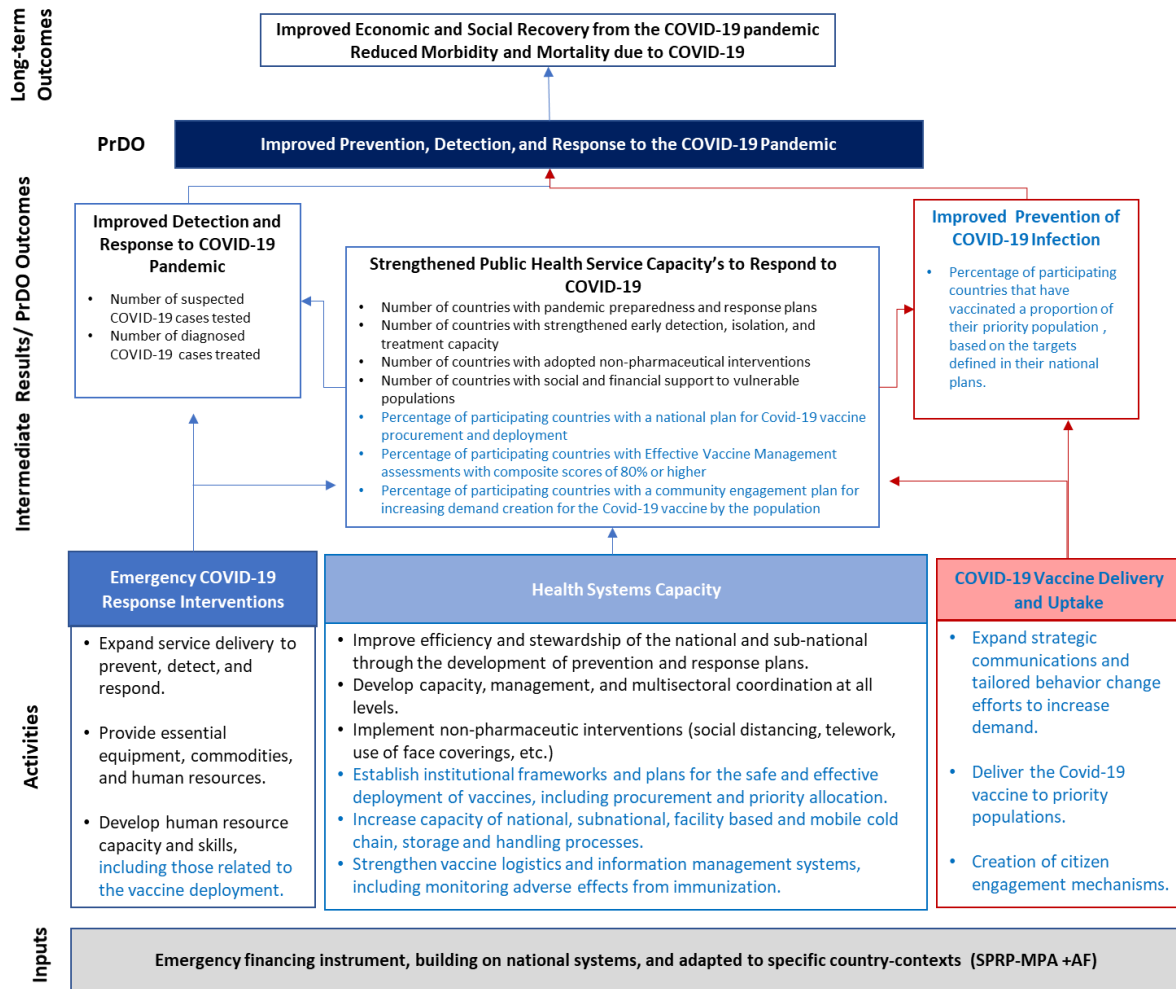 Long-term
Outcomes
Improved Economic and Social Recovery from the COVID-19 pandemic
Reduced Morbidity and Mortality due to COVID-19
PrDO
Improved Prevention, Detection, and Response to the COVID-19 Pandemic
Intermediate Results/ PrDO Outcomes
Improved Detection and
Response to COVID-19
Pandemic
• Number of suspected
COVID-19 cases tested
• Number of diagnosed
COVID-19 cases treated
Strengthened Public Health Service Capacity's to Respond to
COVID-19
• Number of countries with pandemic preparedness and response plans
• Number of countries with strengthened early detection, isolation, and
treatment capacity
• Number of countries with adopted non-pharmaceutical interventions
• Number of countries with social and financial support to vulnerable
populations
• Percentage of participating countries with a national plan for Covid-19 vaccine
procurement and deployment
• Percentage of participating countries with Effective Vaccine Management
assessments with composite scores of 80% or higher
• Percentage of participating countries with a community engagement plan for
increasing demand creation for the Covid-19 vaccine by the population
Improved Prevention of
COVID-19 Infection
• Percentage of participating
countries that have
vaccinated a proportion of
their priority population ,
based on the targets
defined in their national
plans.
Activities
Emergency COVID-19
Response Interventions
• Expand service delivery to
prevent, detect, and
respond.
• Provide essential
equipment, commodities,
and human resources.
• Develop human resource
capacity and skills,
including those related to
the vaccine deployment.
Health Systems Capacity
• Improve efficiency and stewardship of the national and sub-national
through the development of prevention and response plans.
• Develop capacity, management, and multisectoral coordination at all
levels.
• Implement non-pharmaceutic interventions (social distancing, telework,
use of face coverings, etc.)
• Establish institutional frameworks and plans for the safe and effective
deployment of vaccines, including procurement and priority allocation.
• Increase capacity of national, subnational, facility based and mobile cold
chain, storage and handling processes.
• Strengthen vaccine logistics and information management systems,
including monitoring adverse effects from immunization.
COVID-19 Vaccine Delivery
and Uptake
• Expand strategic
communications and
tailored behavior change
efforts to increase
demand.
• Deliver the Covid-19
vaccine to priority
populations.
• Creation of citizen
engagement mechanisms.
Inputs
Emergency financing instrument, building on national systems, and adapted to specific country-contexts (SPRP-MPA +AF)